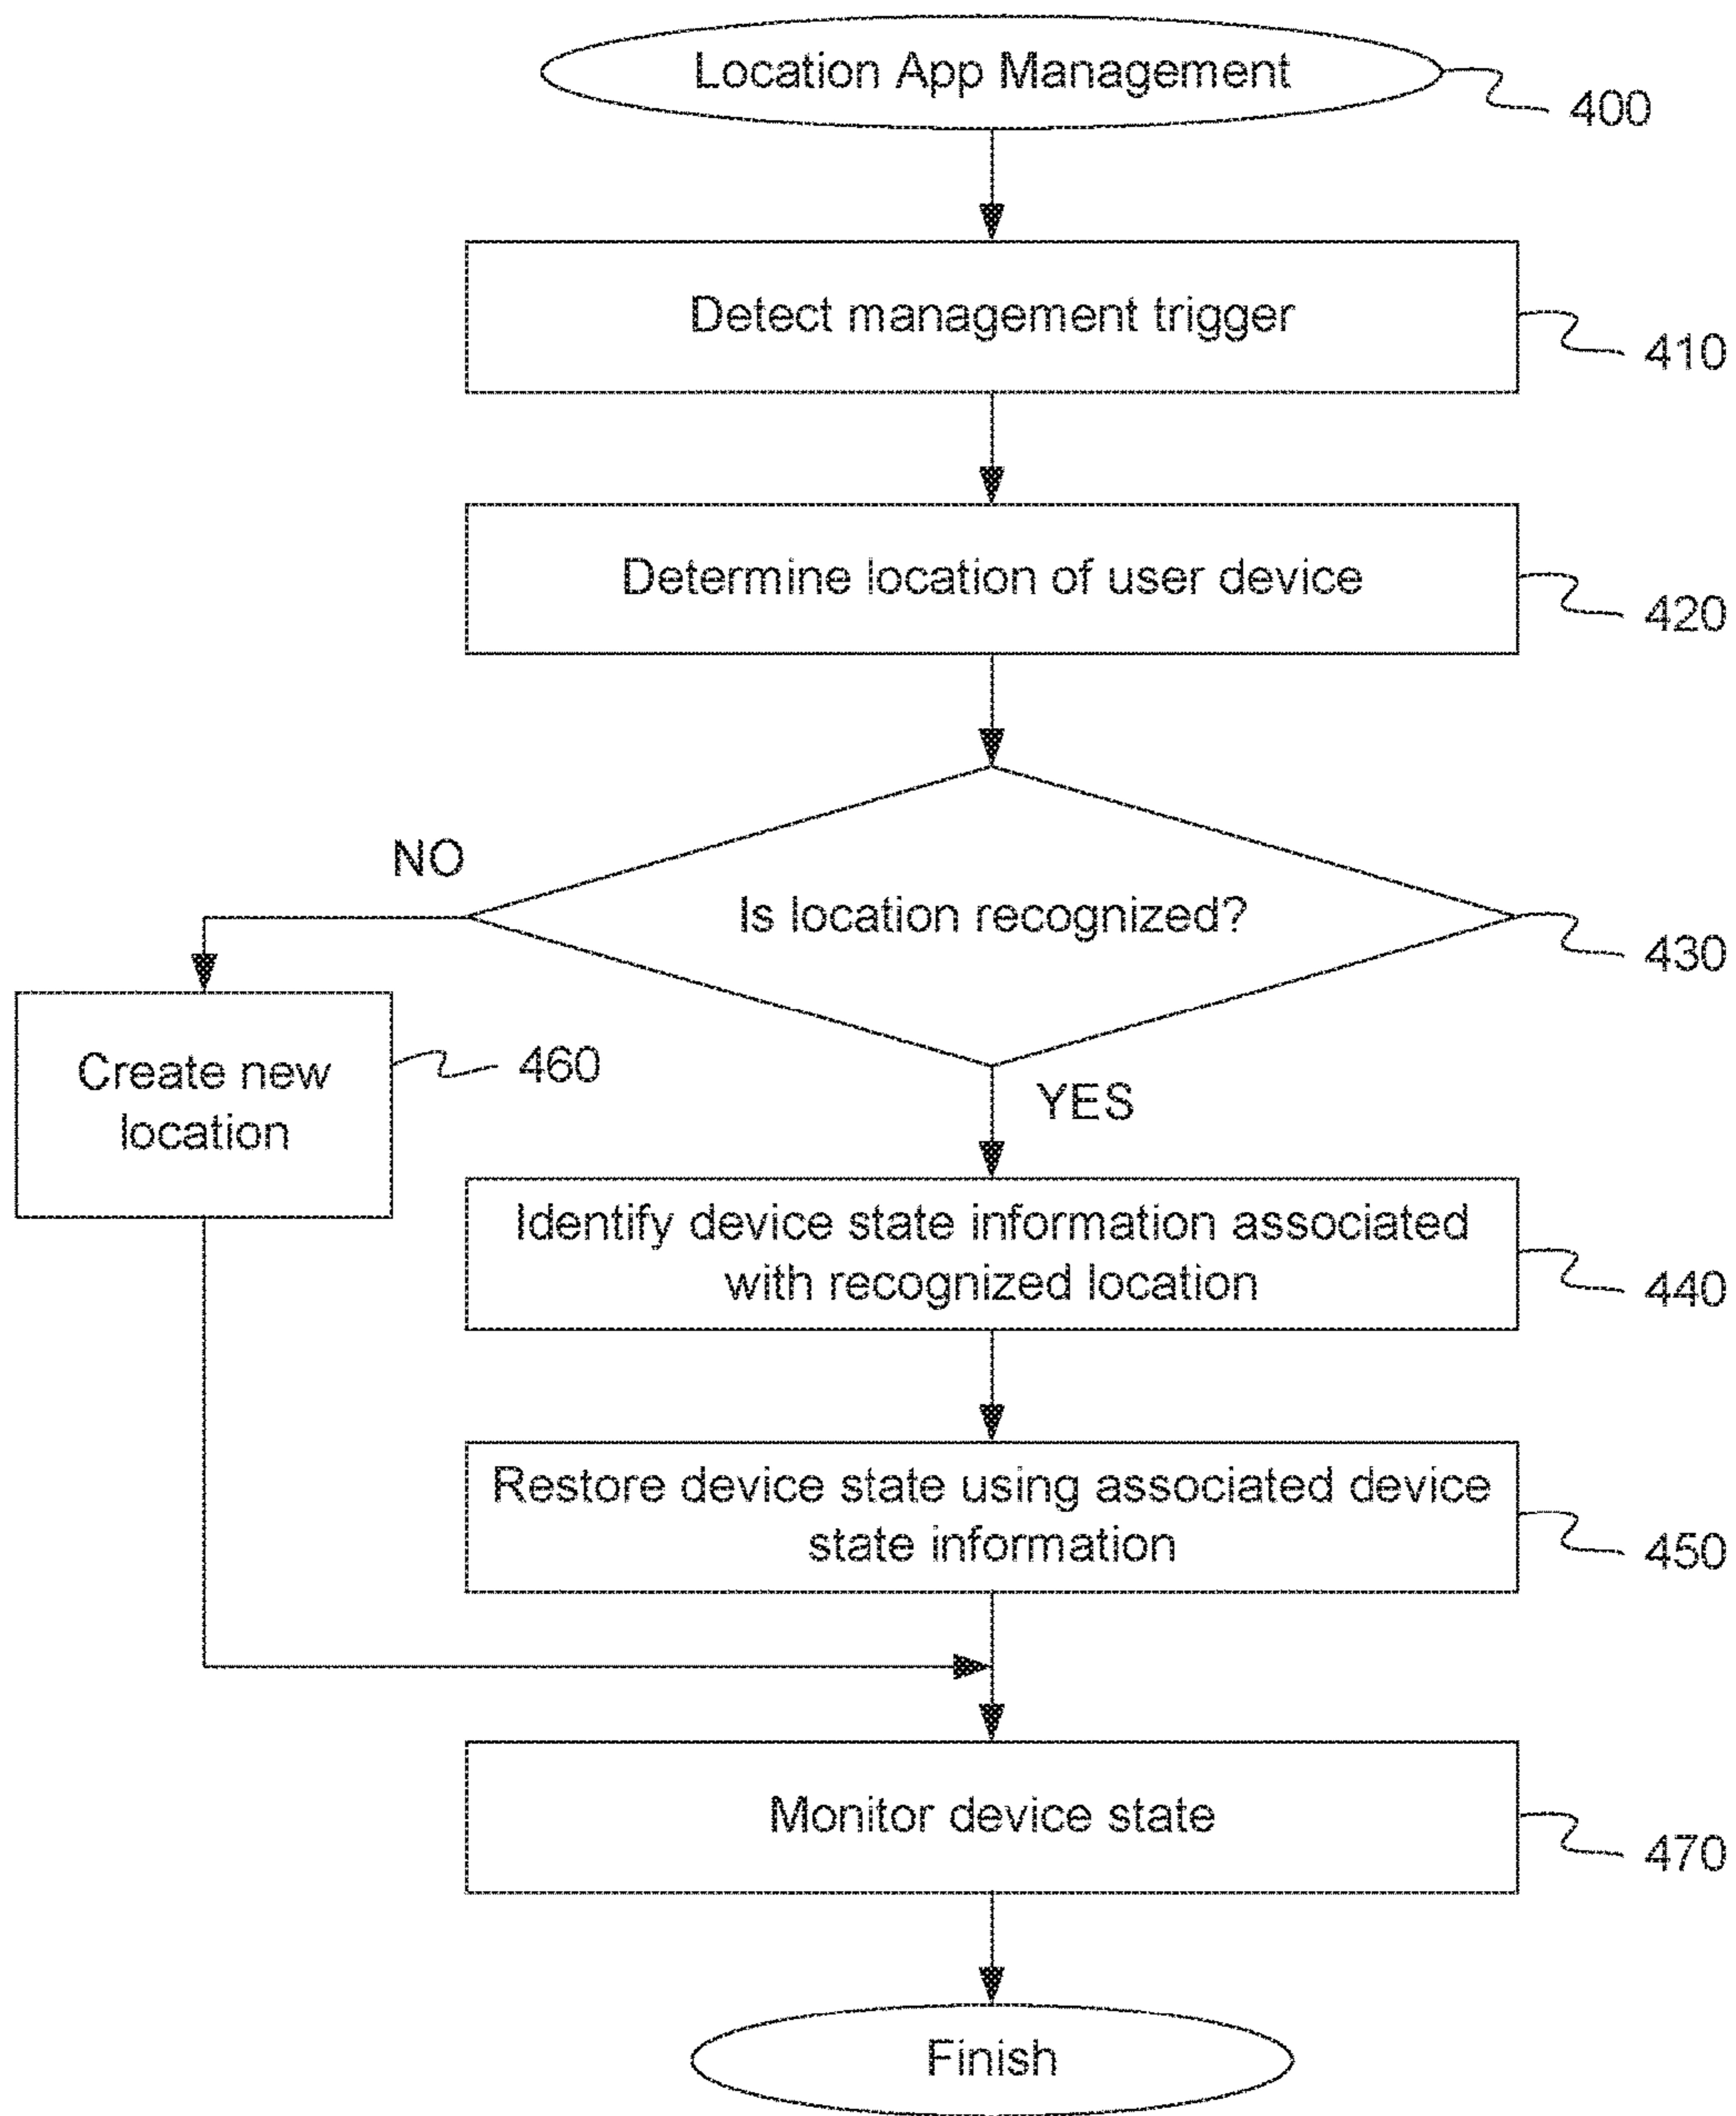 Location App Management
400
Detect management trigger
410
Determine location of user device
420
NO
Is location recognized?
430
Create new
location
460
YES
Identify device state information associated
with recognized location
440
Restore device state using associated device
state information
450
Monitor device state
470
Finish